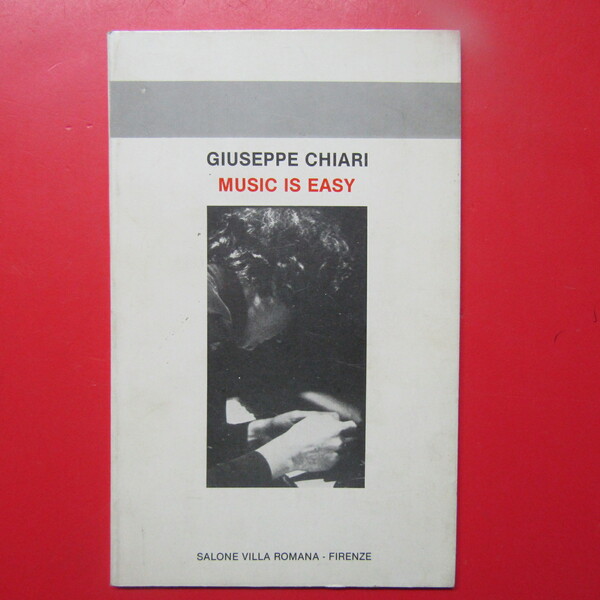 GIUSEPPE CHIARI
MUSIC IS EASY
SALONE VILLA ROMANA - FIRENZE